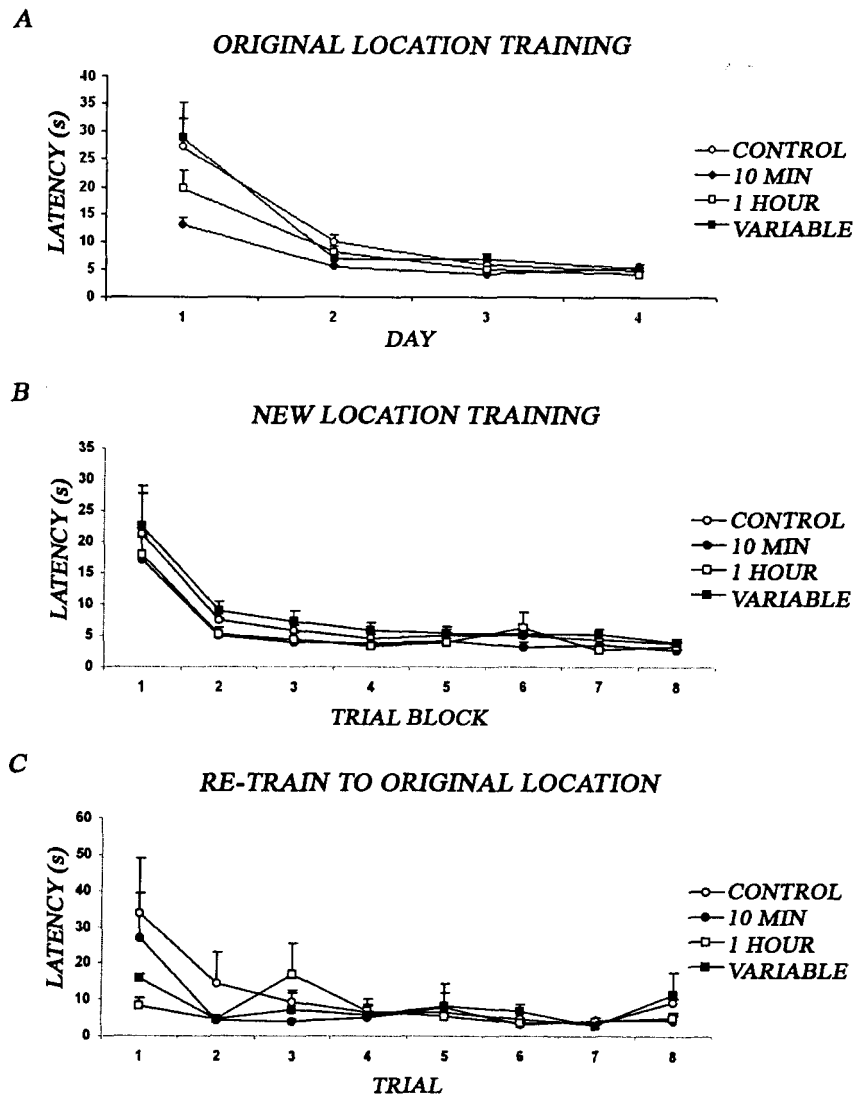 A
ORIGINAL LOCATION TRAINING
40
35
30
25
20
15
10
5
0
LATENCY (s)
1 2 3 4
DAY
CONTROL
10 MIN
1 HOUR
VARIABLE
B
NEW LOCATION TRAINING
35
30
25
20
15
10
5
0
LATENCY (s)
1 2 3 4 5 6 7 8
TRIAL BLOCK
CONTROL
10 MIN
1 HOUR
VARIABLE
C
RE-TRAIN TO ORIGINAL LOCATION
60
50
40
30
20
10
0
LATENCY (s)
1 2 3 4 5 6 7 8
TRIAL
CONTROL
10 MIN
1 HOUR
VARIABLE